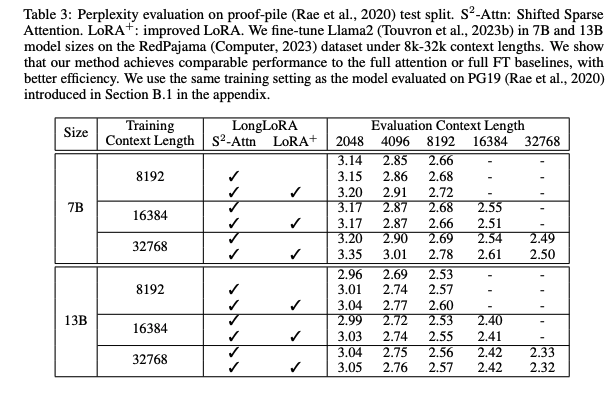 Table 3: Perplexity evaluation on proof-pile (Rae et al., 2020) test split. S²-Attn: Shifted Sparse
Attention. LoRA⁺: improved LoRA. We fine-tune Llama2 (Touvron et al., 2023b) in 7B and 13B
model sizes on the RedPajama (Computer, 2023) dataset under 8k-32k context lengths. We show
that our method achieves comparable performance to the full attention or full FT baselines, with
better efficiency. We use the same training setting as the model evaluated on PG19 (Rae et al., 2020)
introduced in Section B.1 in the appendix.
Size Training LongLoRA Evaluation Context Length
Context Length S²-Attn LoRA⁺ 2048 4096 8192 16384 32768
3.14 2.85 2.66 - -
8192 ✓ 3.15 2.86 2.68 - -
✓ ✓ 3.20 2.91 2.72 - -
7B 16384 ✓ 3.17 2.87 2.68 2.55 -
✓ ✓ 3.17 2.87 2.66 2.51 -
32768 ✓ 3.20 2.90 2.69 2.54 2.49
✓ ✓ 3.35 3.01 2.78 2.61 2.50
2.96 2.69 2.53 - -
8192 ✓ 3.01 2.74 2.57 - -
✓ ✓ 3.04 2.77 2.60 - -
13B 16384 ✓ 2.99 2.72 2.53 2.40 -
✓ ✓ 3.03 2.74 2.55 2.41 -
32768 ✓ 3.04 2.75 2.56 2.42 2.33
✓ ✓ 3.05 2.76 2.57 2.42 2.32